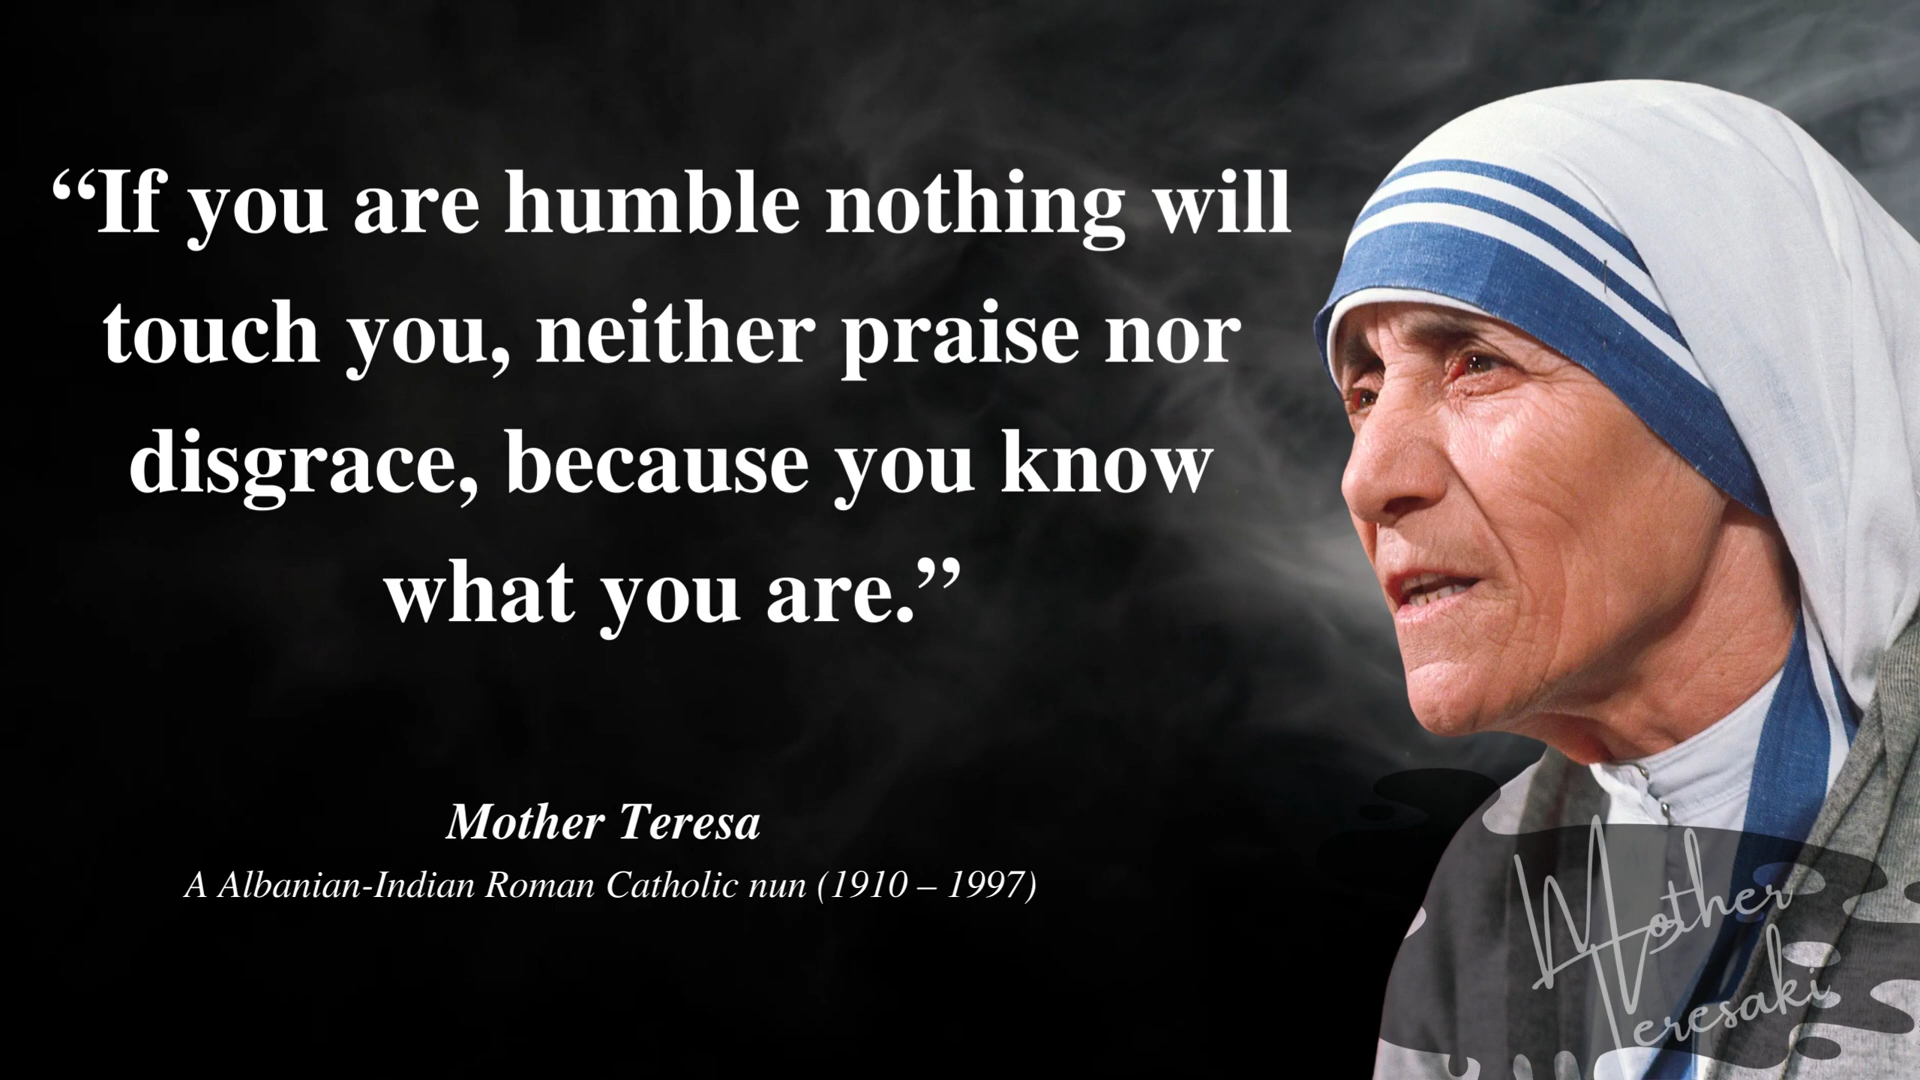 “If you are humble nothing will
touch you, neither praise nor
disgrace, because you know
what you are.”
Mother Teresa
A Albanian-Indian Roman Catholic nun (1910 – 1997)
Mother
Teresaki